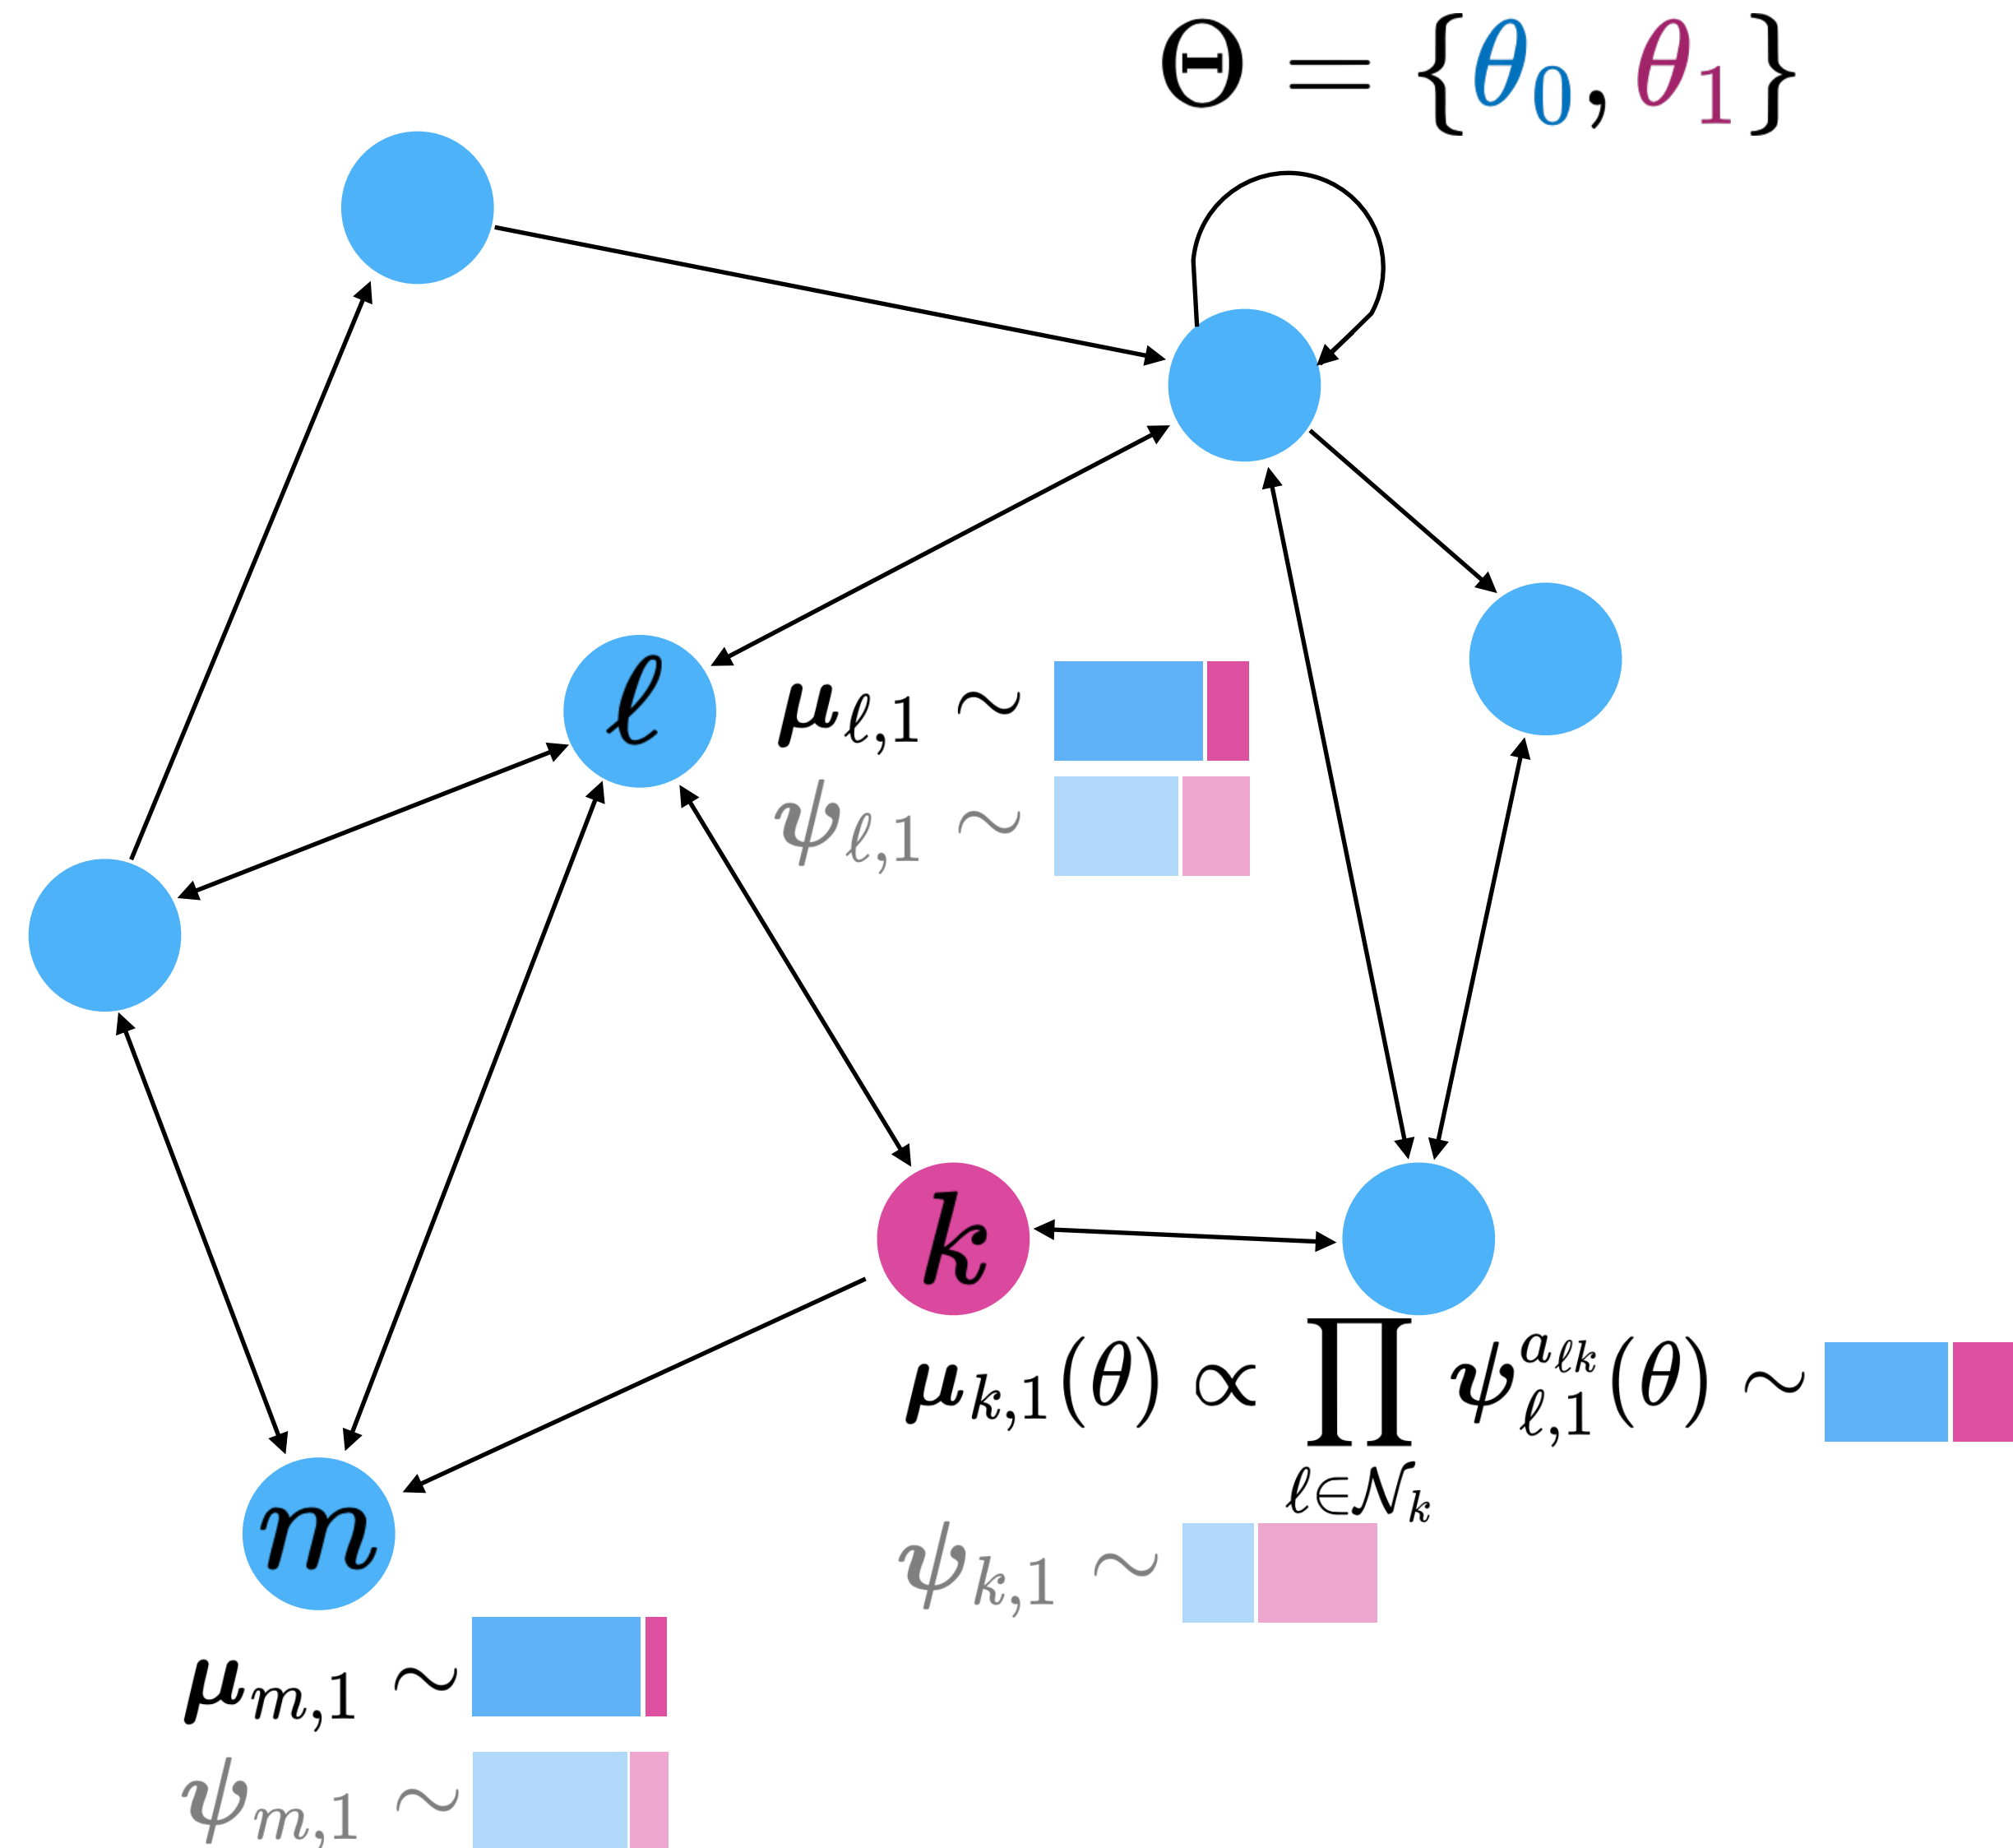 Θ = {θ₀, θ₁}
ℓ
μ_{ℓ,1} ∼
ψ_{ℓ,1} ∼
k
μ_{k,1}(θ) ∝ ∏_{ℓ∈𝒩_k} ψ_{ℓ,1}^{a_{ℓk}}(θ) ∼
ψ_{k,1} ∼
m
μ_{m,1} ∼
ψ_{m,1} ∼